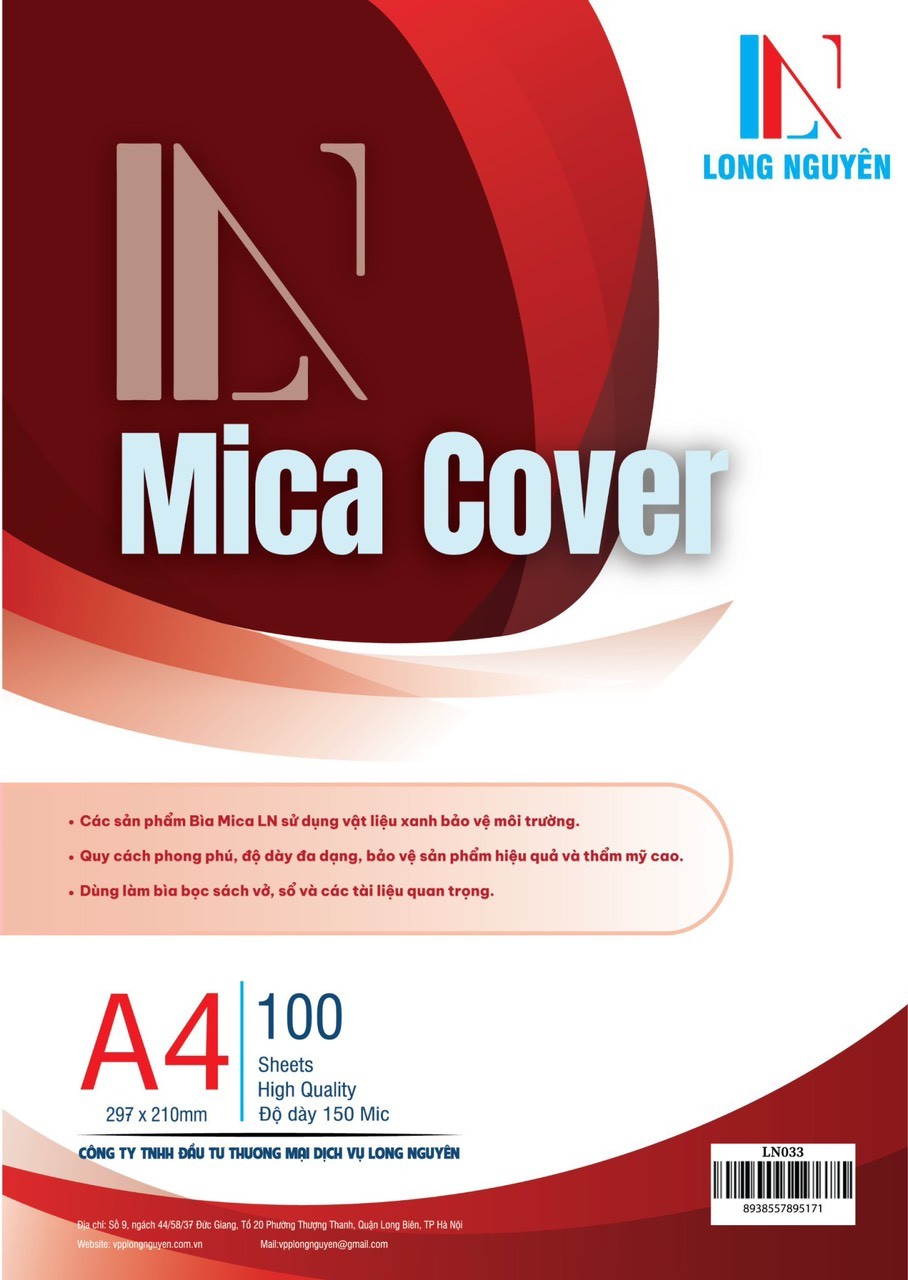 LN
LONG NGUYÊN
LN
Mica Cover
• Các sản phẩm Bìa Mica LN sử dụng vật liệu xanh bảo vệ môi trường.
• Quy cách phong phú, độ dày đa dạng, bảo vệ sản phẩm hiệu quả và thẩm mỹ cao.
• Dùng làm bìa bọc sách vở, sổ và các tài liệu quan trọng.
A4
297 x 210mm
100
Sheets
High Quality
Độ dày 150 Mic
CÔNG TY TNHH ĐẦU TƯ THƯƠNG MẠI DỊCH VỤ LONG NGUYÊN
Địa chỉ: Số 9, ngách 44/58/37 Đức Giang, Tổ 20 Phường Thượng Thanh, Quận Long Biên, TP Hà Nội
Website: vpplongnguyen.com.vn Mail:vpplongnguyen@gmail.com
LN033
8938557895171